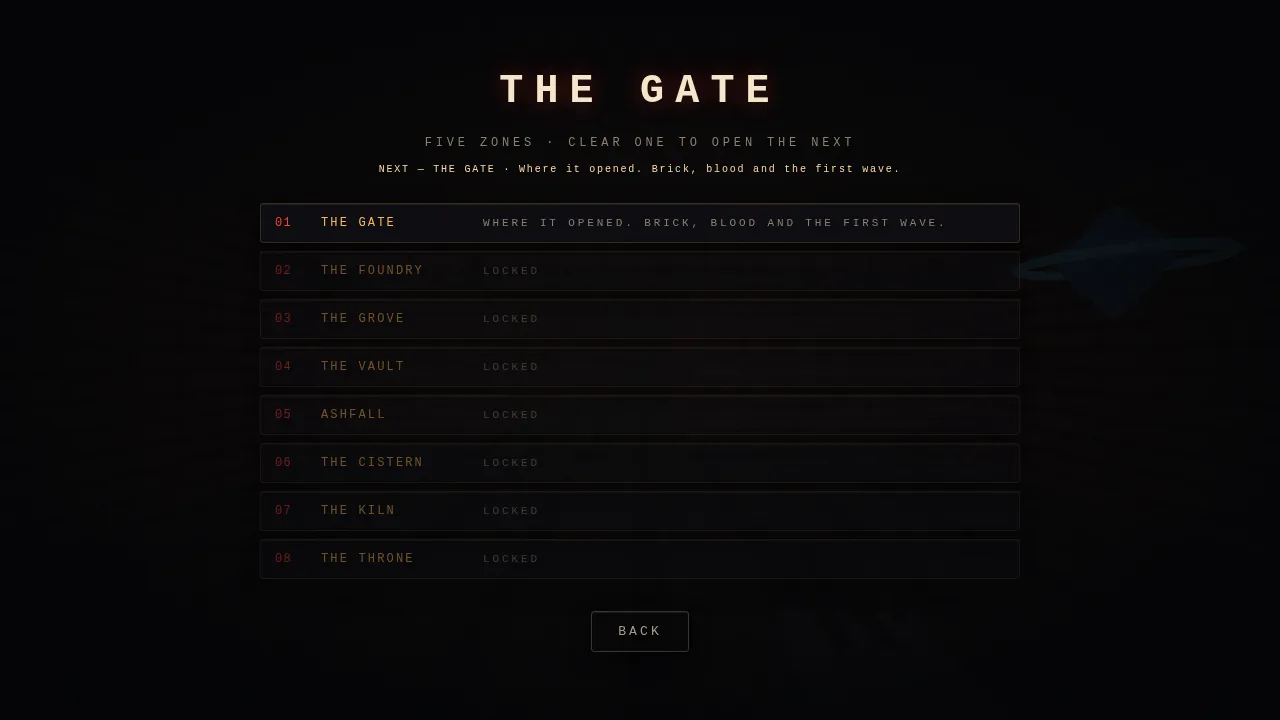 THE GATE
FIVE ZONES · CLEAR ONE TO OPEN THE NEXT
NEXT — THE GATE · Where it opened. Brick, blood and the first wave.
01 THE GATE WHERE IT OPENED. BRICK, BLOOD AND THE FIRST WAVE.
02 THE FOUNDRY LOCKED
03 THE GROVE LOCKED
04 THE VAULT LOCKED
05 ASHFALL LOCKED
06 THE CISTERN LOCKED
07 THE KILN LOCKED
08 THE THRONE LOCKED
BACK